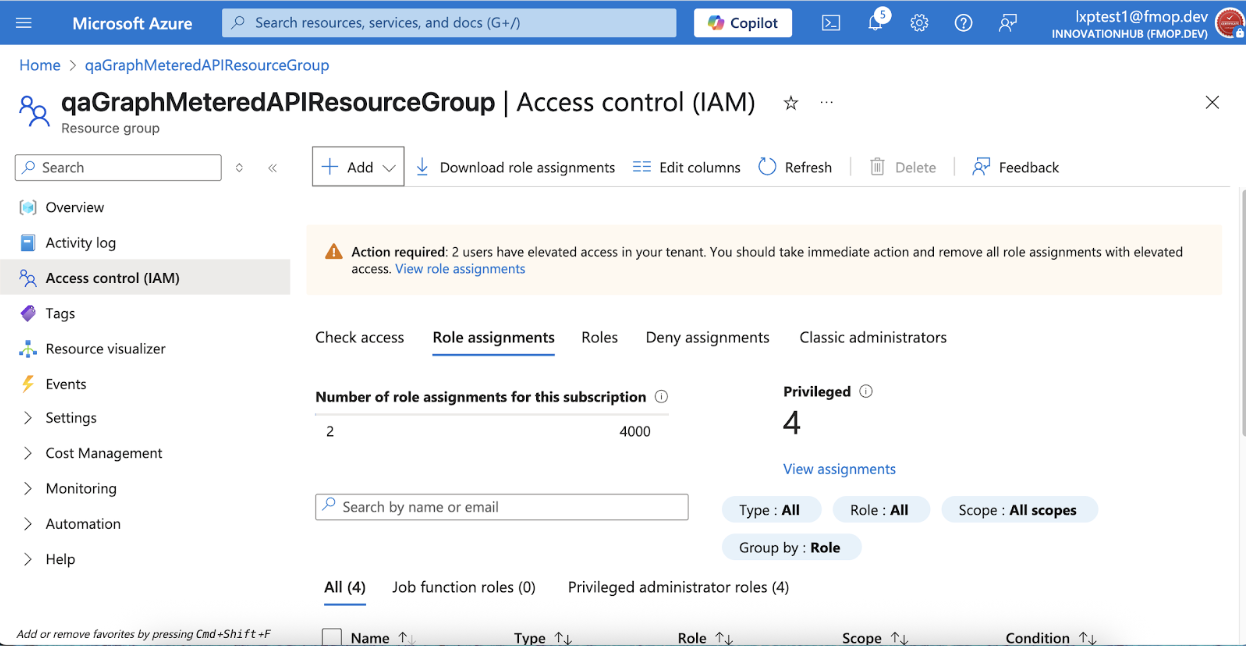 Microsoft Azure
Search resources, services, and docs (G+/)
Copilot
5
lxptest1@fmop.dev
INNOVATIONHUB (FMOP.DEV)
Home > qaGraphMeteredAPIResourceGroup
qaGraphMeteredAPIResourceGroup | Access control (IAM)
Resource group
Search
Add
Download role assignments
Edit columns
Refresh
Delete
Feedback
Overview
Activity log
Access control (IAM)
Tags
Resource visualizer
Events
Settings
Cost Management
Monitoring
Automation
Help
Add or remove favorites by pressing Cmd+Shift+F
Action required: 2 users have elevated access in your tenant. You should take immediate action and remove all role assignments with elevated
access. View role assignments
Check access
Role assignments
Roles
Deny assignments
Classic administrators
Number of role assignments for this subscription
2
4000
Privileged
4
View assignments
Search by name or email
Type : All
Role : All
Scope : All scopes
Group by : Role
All (4)
Job function roles (0)
Privileged administrator roles (4)
Name
Type
Role
Scope
Condition